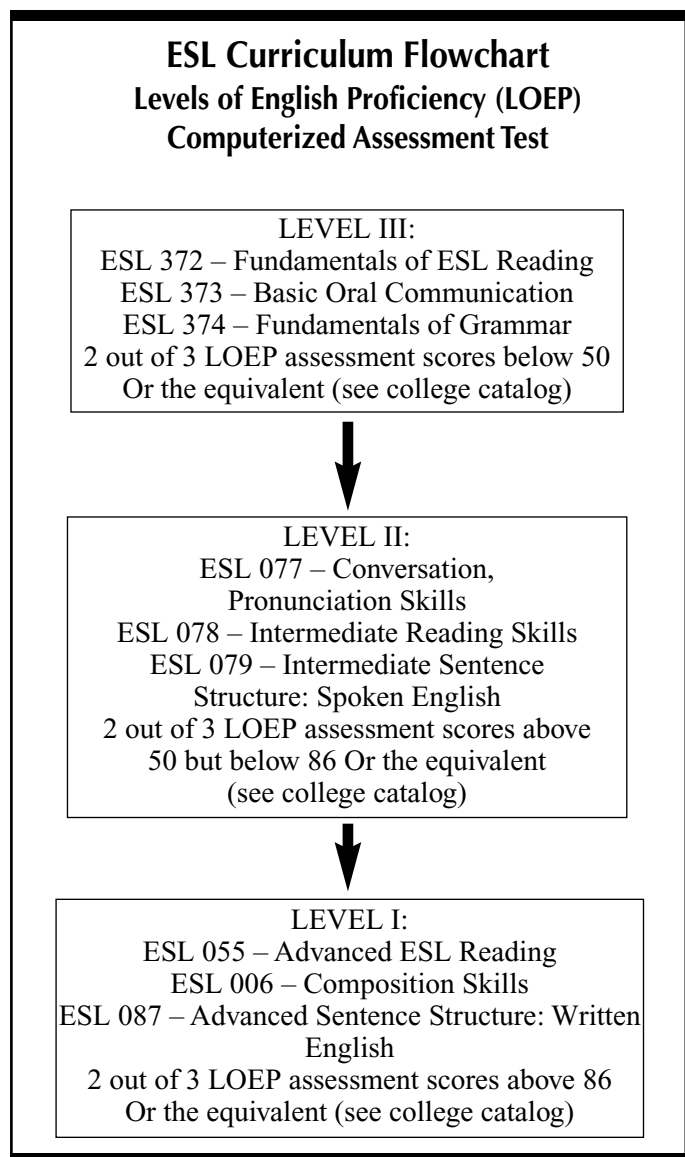 ESL Curriculum Flowchart
Levels of English Proficiency (LOEP)
Computerized Assessment Test
LEVEL III:
ESL 372 – Fundamentals of ESL Reading
ESL 373 – Basic Oral Communication
ESL 374 – Fundamentals of Grammar
2 out of 3 LOEP assessment scores below 50
Or the equivalent (see college catalog)
LEVEL II:
ESL 077 – Conversation,
Pronunciation Skills
ESL 078 – Intermediate Reading Skills
ESL 079 – Intermediate Sentence
Structure: Spoken English
2 out of 3 LOEP assessment scores above
50 but below 86 Or the equivalent
(see college catalog)
LEVEL I:
ESL 055 – Advanced ESL Reading
ESL 006 – Composition Skills
ESL 087 – Advanced Sentence Structure: Written
English
2 out of 3 LOEP assessment scores above 86
Or the equivalent (see college catalog)